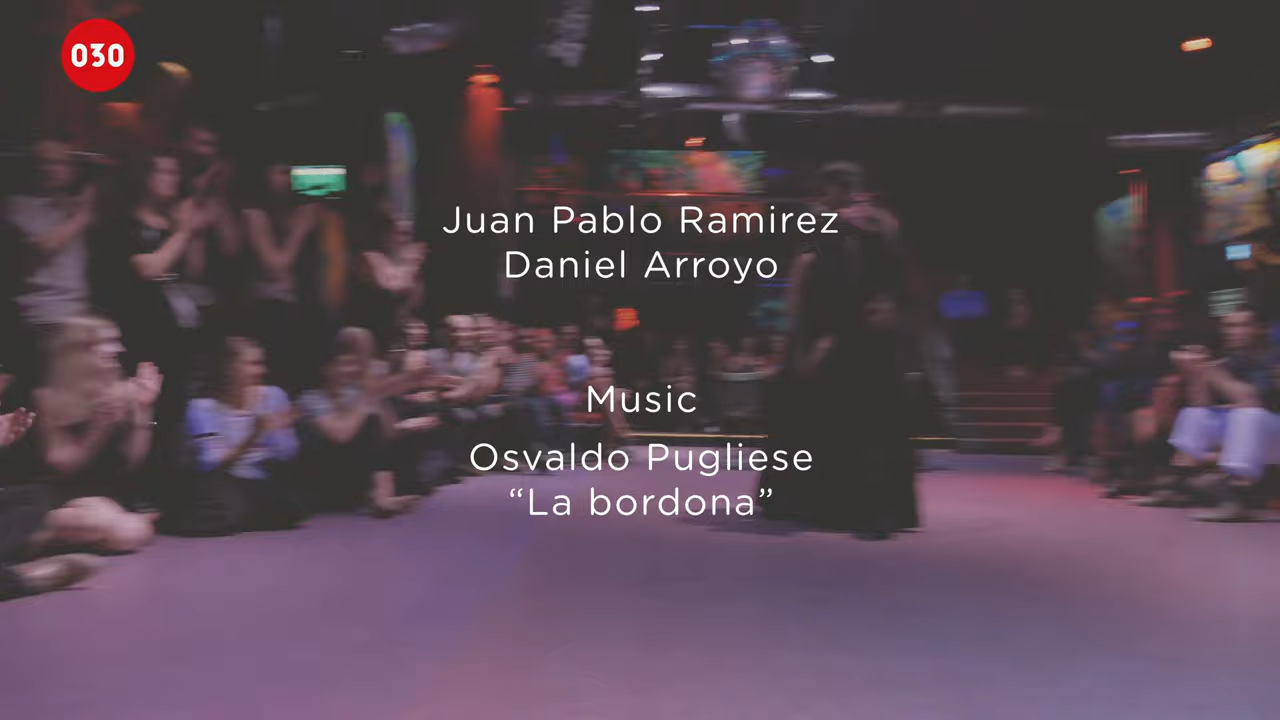 030
Juan Pablo Ramirez
Daniel Arroyo
Music
Osvaldo Pugliese
“La bordona”